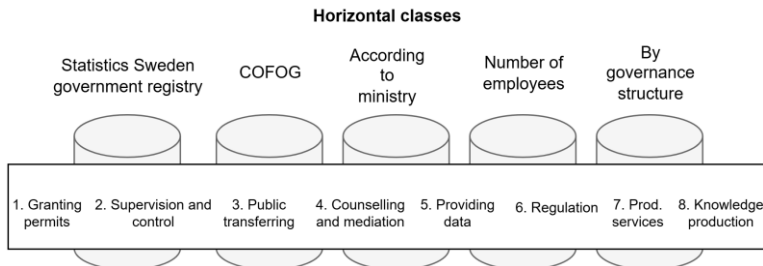 Horizontal classes
Statistics Sweden
government registry
COFOG
According
to
ministry
Number of
employees
By
governance
structure
1. Granting
permits
2. Supervision and
control
3. Public
transferring
4. Counselling
and mediation
5. Providing
data
6. Regulation
7. Prod.
services
8. Knowledge
production